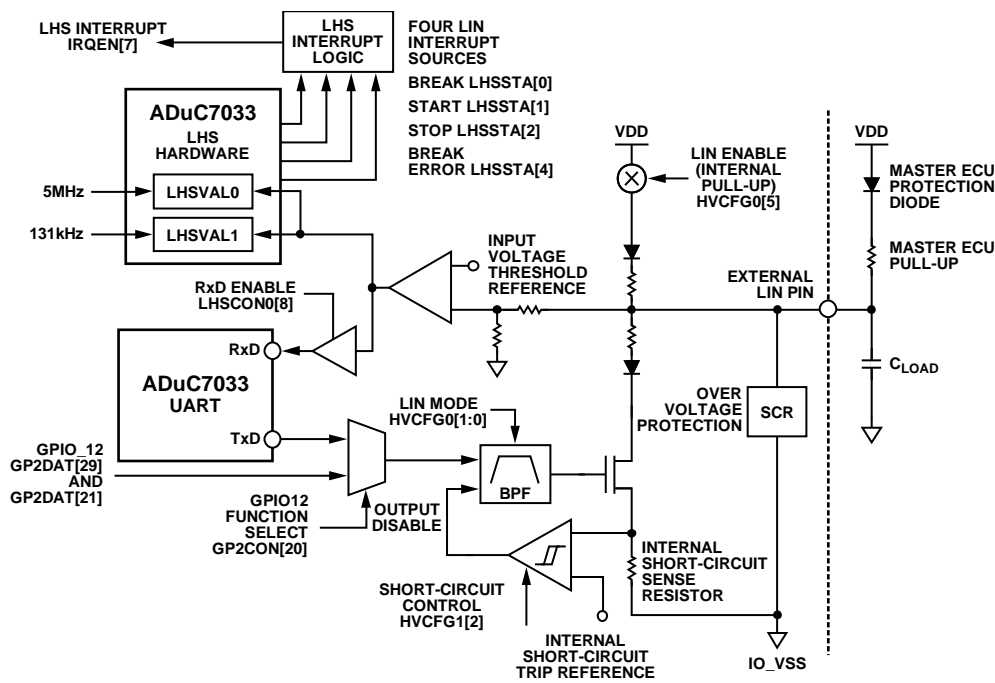 LHS INTERRUPT
IRQEN[7]
LHS
INTERRUPT
LOGIC
FOUR LIN
INTERRUPT
SOURCES
BREAK LHSSTA[0]
START LHSSTA[1]
STOP LHSSTA[2]
BREAK
ERROR LHSSTA[4]
ADuC7033
LHS
HARDWARE
5MHz
LHSVAL0
131kHz
LHSVAL1
VDD
LIN ENABLE
(INTERNAL
PULL-UP)
HVCFG0[5]
VDD
MASTER ECU
PROTECTION
DIODE
MASTER ECU
PULL-UP
INPUT
VOLTAGE
THRESHOLD
REFERENCE
EXTERNAL
LIN PIN
RxD ENABLE
LHSCON0[8]
RxD
ADuC7033
UART
TxD
CLOAD
OVER
VOLTAGE
PROTECTION
SCR
LIN MODE
HVCFG0[1:0]
BPF
GPIO_12
GP2DAT[29]
AND
GP2DAT[21]
GPIO12
FUNCTION
SELECT
GP2CON[20]
OUTPUT
DISABLE
SHORT-CIRCUIT
CONTROL
HVCFG1[2]
INTERNAL
SHORT-CIRCUIT
SENSE
RESISTOR
INTERNAL
SHORT-CIRCUIT
TRIP REFERENCE
IO_VSS